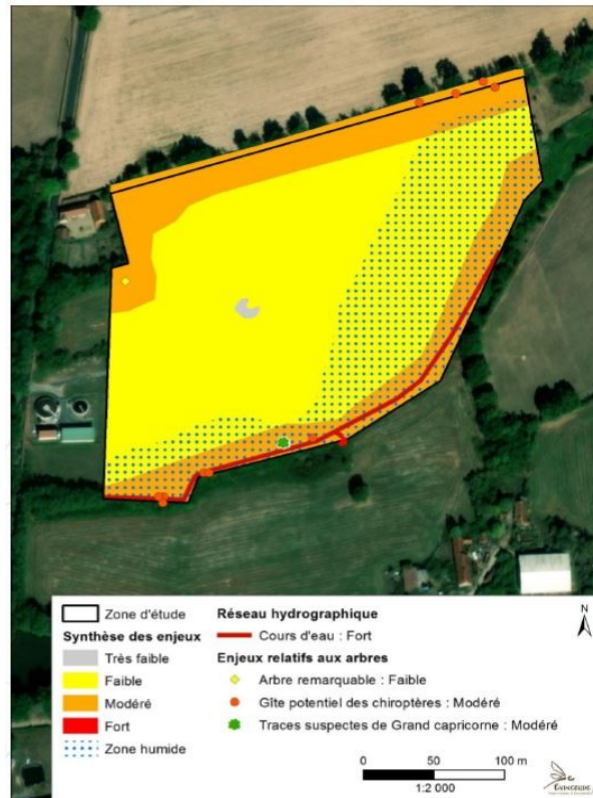 Zone d'étude
Synthèse des enjeux
Très faible
Faible
Modéré
Fort
Zone humide
Réseau hydrographique
Cours d'eau : Fort
Enjeux relatifs aux arbres
Arbre remarquable : Faible
Gîte potentiel des chiroptères : Modéré
Traces suspectes de Grand capricorne : Modéré
N
0 50 100 m
1:2 000